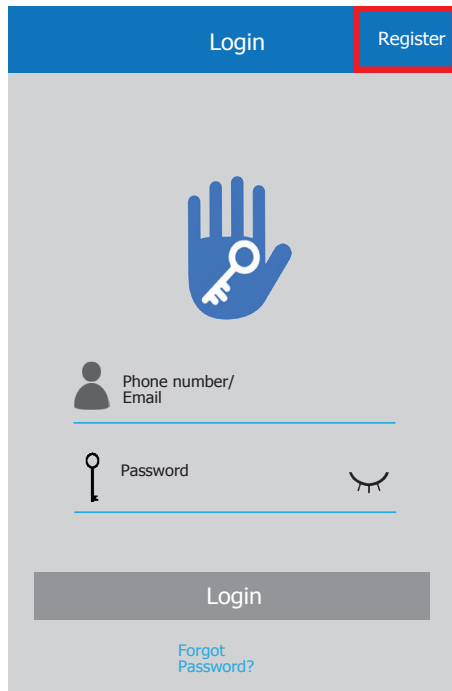 Login
Register
Phone number/
Email
Password
Login
Forgot
Password?